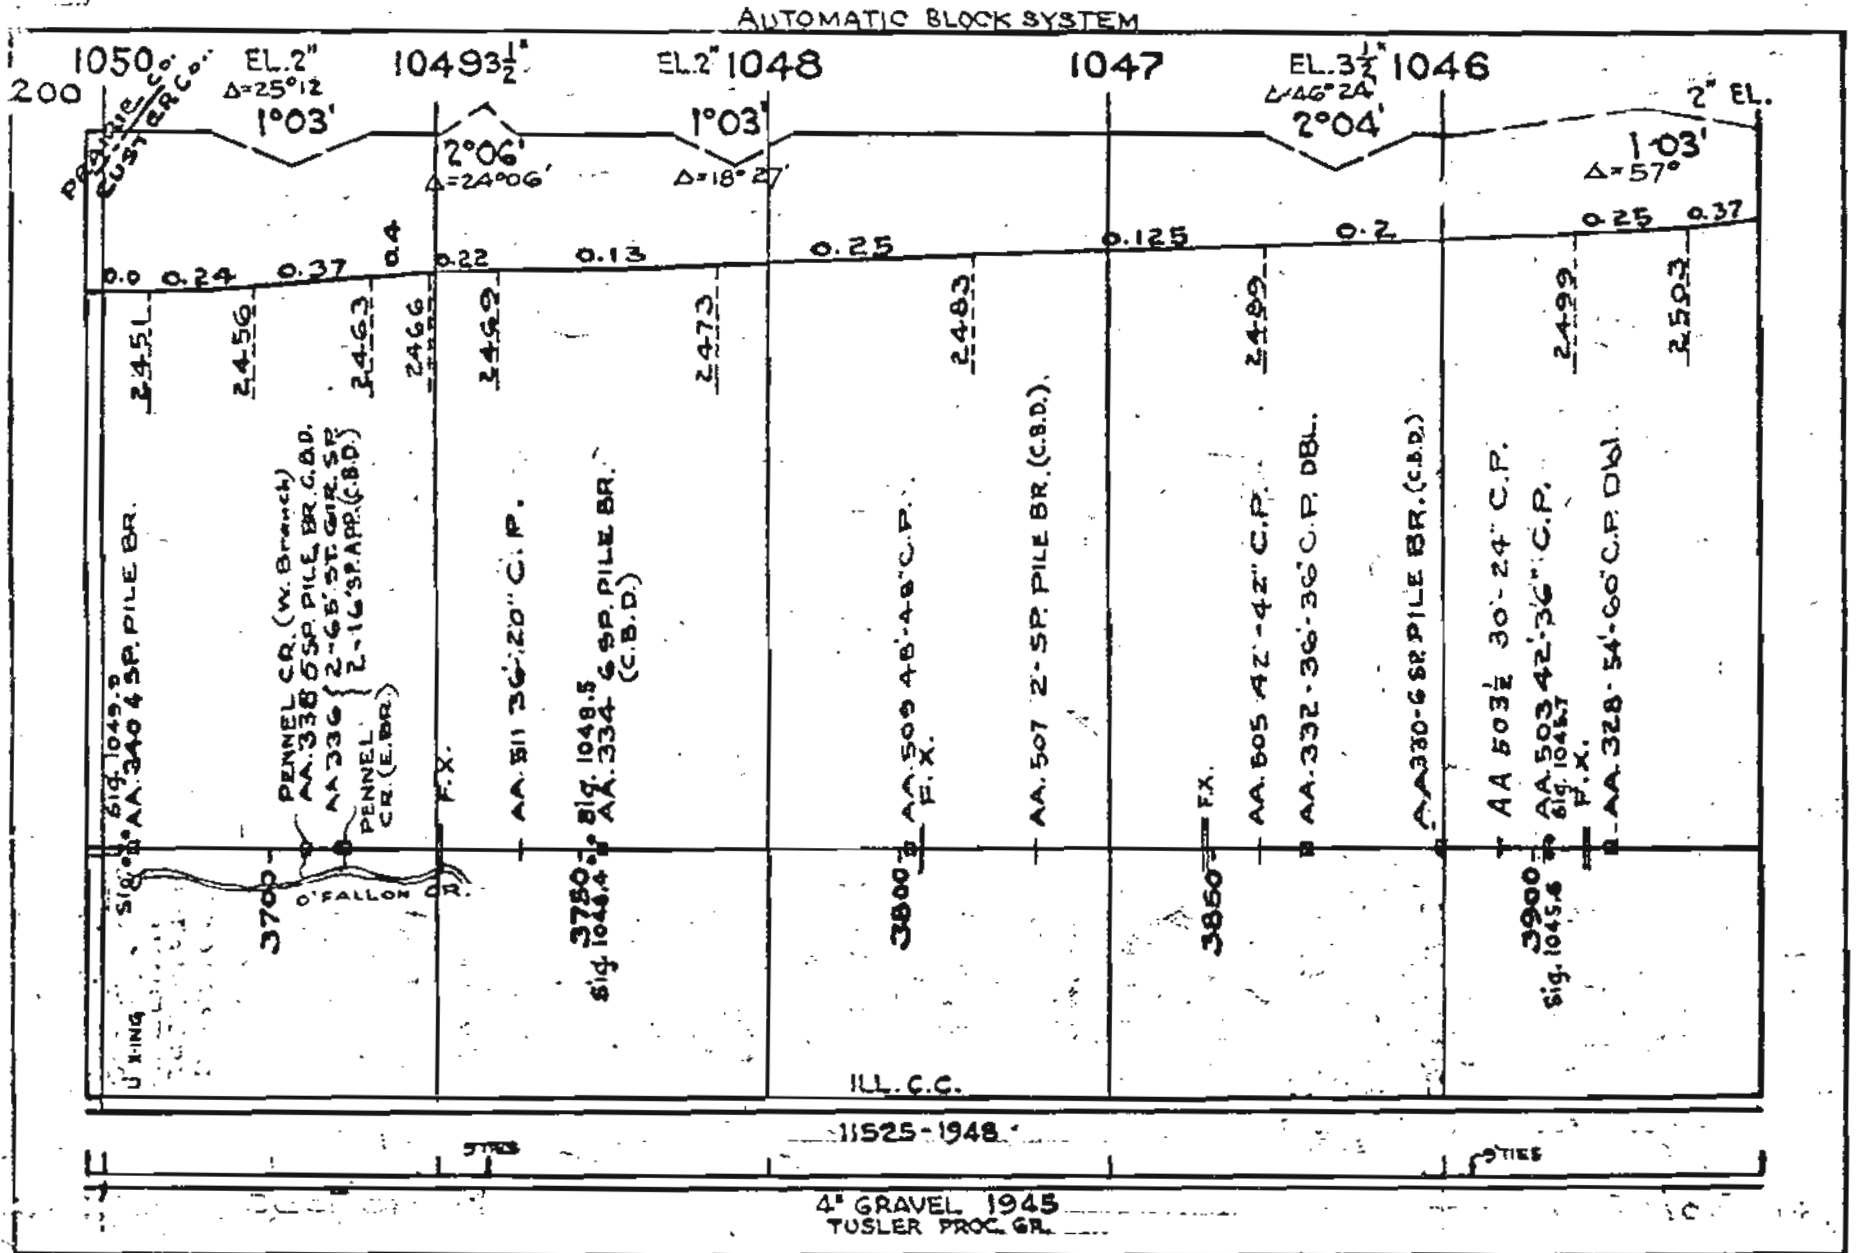 AUTOMATIC BLOCK SYSTEM
1050
EL.2"
1049
3½"
EL.2"
1048
1047
EL.3½"
1046
2" EL.
200
Δ=25°12
Δ=46°24'
1°03'
2°06'
1°03'
2°04'
1°03'
PRAIRIE CO.
CUSTER CO.
Δ=24°06'
Δ=18°27'
Δ=57°
0.0
0.24
0.37
0.4
0.22
0.13
0.25
0.125
0.2
0.25
0.37
2451
2456
2463
2466
2469
2473
2483
2489
2499
2503
Sig. 1049.9
AA.340 4 SP. PILE BR.
PENNEL CR. (W. Branch)
AA.338 5 SP. PILE BR. C.B.D.
AA 336 { 2-65' ST. GIR. SP.
2-16' SP. APP. (C.B.D.)
PENNEL
CR. (E. BR.)
F.X.
AA.511 36'-20" C.P.
Sig. 1048.5
AA.334 6 SP. PILE BR.
(C.B.D.)
AA.509 48'-48" C.P.
F.X.
AA.507 2-SP. PILE BR. (C.B.D.)
F.X.
AA.505 42'-42" C.P.
AA.332-36'-36" C.P. DBL.
AA330-6 SP. PILE BR. (C.B.D.)
AA 503½ 30'-24" C.P.
AA.503 42'-36" C.P.
Sig. 1045.7
F.X.
AA.328-54'-60" C.P. Dbl.
O'FALLON CR.
3700
3750
Sig. 1048.4
3800
3850
3900
Sig. 1045.6
U X-ING
ILL. C.C.
11525-1948
9'TIES
9'TIES
4" GRAVEL 1945
TUSLER PROC. GR.